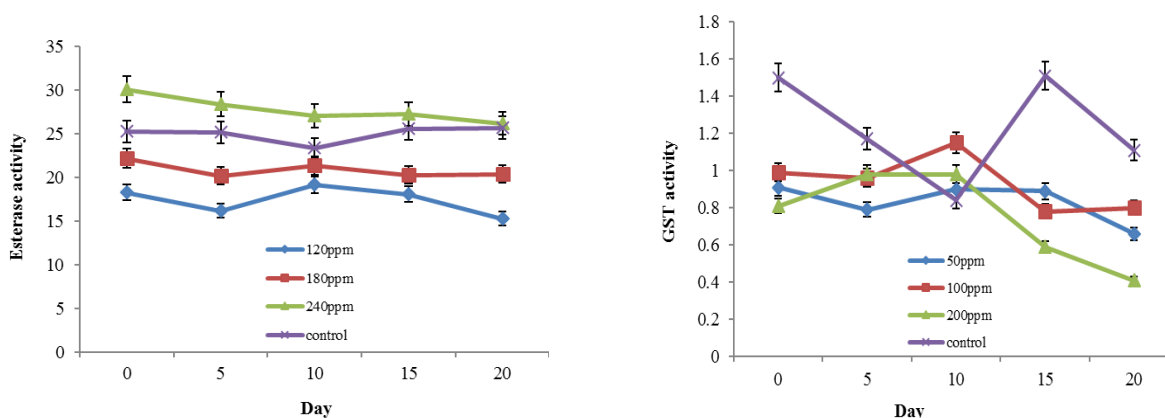 Esterase activity
35
30
25
20
15
10
5
0
120ppm
180ppm
240ppm
control
0 5 10 15 20
Day
GST activity
1.8
1.6
1.4
1.2
1
0.8
0.6
0.4
0.2
0
50ppm
100ppm
200ppm
control
0 5 10 15 20
Day